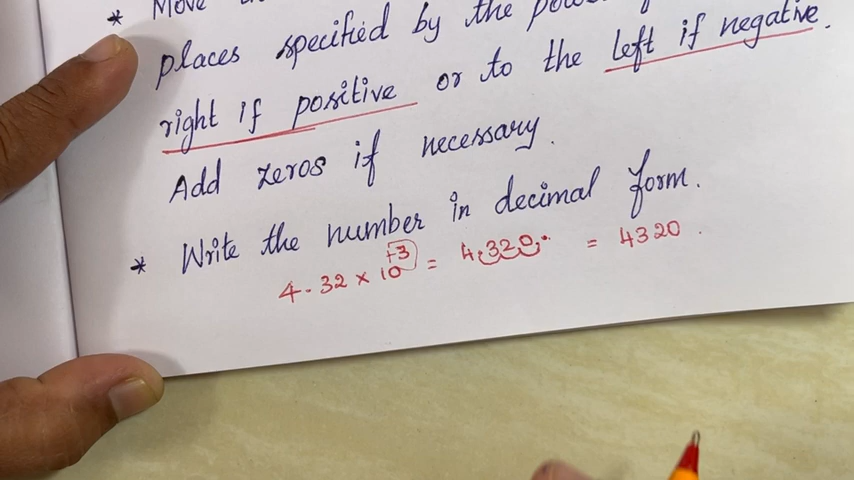 * Move
places specified by the
right if positive or to the left if negative.
Add zeros if necessary.
* Write the number in decimal form.
4.32 × 10^+3 = 4.320. = 4320.